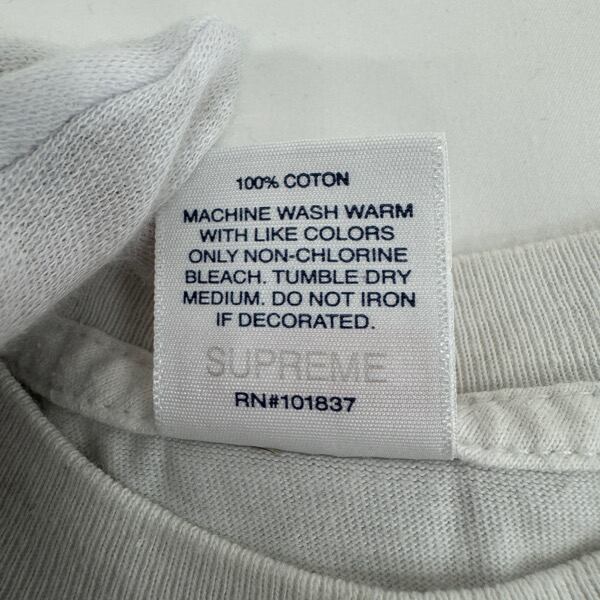 100% COTON
MACHINE WASH WARM
WITH LIKE COLORS
ONLY NON-CHLORINE
BLEACH. TUMBLE DRY
MEDIUM. DO NOT IRON
IF DECORATED.
SUPREME
RN#101837